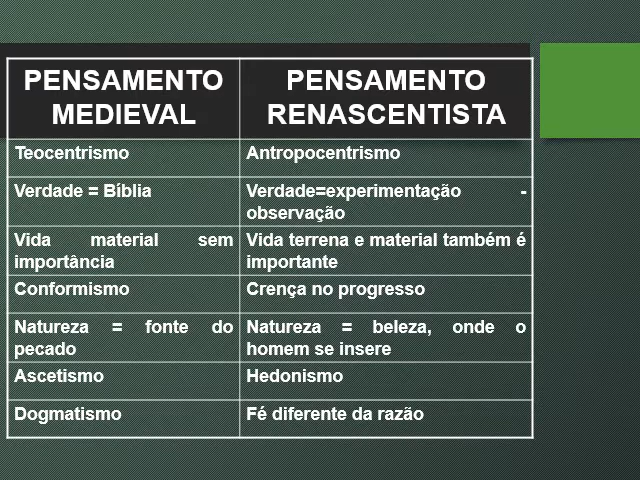 PENSAMENTO
MEDIEVAL
PENSAMENTO
RENASCENTISTA
Teocentrismo
Antropocentrismo
Verdade = Bíblia
Verdade=experimentação -
observação
Vida material sem
importância
Vida terrena e material também é
importante
Conformismo
Crença no progresso
Natureza = fonte do
pecado
Natureza = beleza, onde o
homem se insere
Ascetismo
Hedonismo
Dogmatismo
Fé diferente da razão